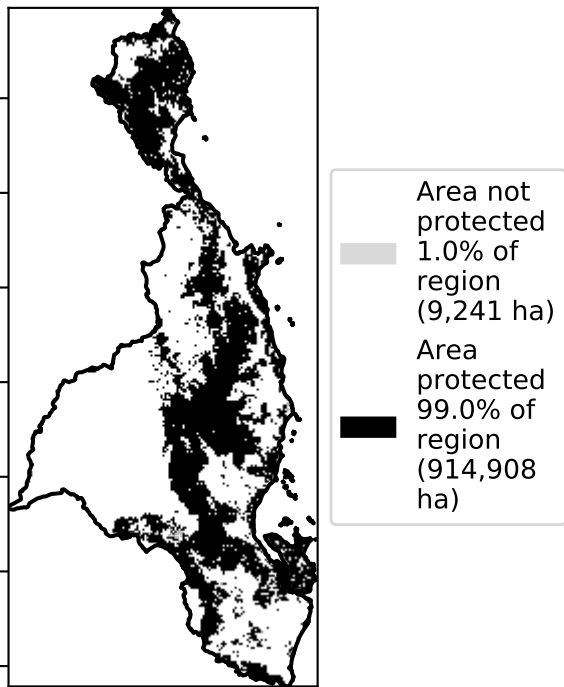 Area not
protected
1.0% of
region
(9,241 ha)
Area
protected
99.0% of
region
(914,908
ha)